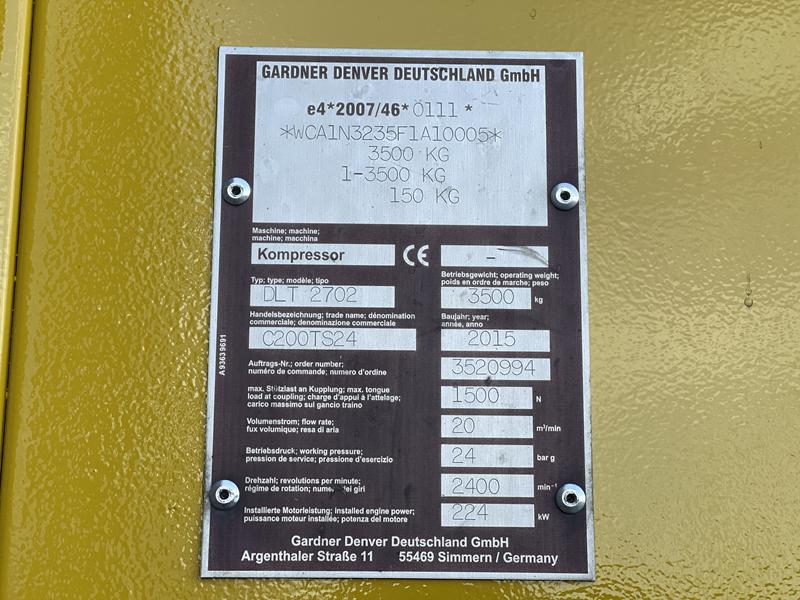 GARDNER DENVER DEUTSCHLAND GmbH
e4*2007/46*0111 *
*WCA1N3235F1A10005*
3500 KG
1-3500 KG
150 KG
Maschine; machine;
machine; macchina
Kompressor CE -
Typ; type; modèle; tipo
DLT 2702
Betriebsgewicht; operating weight;
poids en ordre de marche; peso
3500 kg
Handelsbezeichnung; trade name; dénomination
commerciale; denominazione commerciale
C200TS24
Baujahr; year;
année, anno
2015
Auftrags-Nr.; order number;
numéro de commande; numero d'ordine
3520994
max. Stützlast an Kupplung; max. tongue
load at coupling; charge d'appui à l'attelage;
carico massimo sul gancio traino
1500 N
Volumenstrom; flow rate;
fux volumique; resa di aria
20 m³/min
Betriebsdruck; working pressure;
pression de service; prassione d'esercizio
24 bar g
Drehzahl; revolutions per minute;
régime de rotation; numero dei giri
2400 min-1
Installierte Motorleistung; installed engine power;
puissance moteur installée; potenza del motore
224 kW
Gardner Denver Deutschland GmbH
Argenthaler Straße 11 55469 Simmern / Germany
A93639691